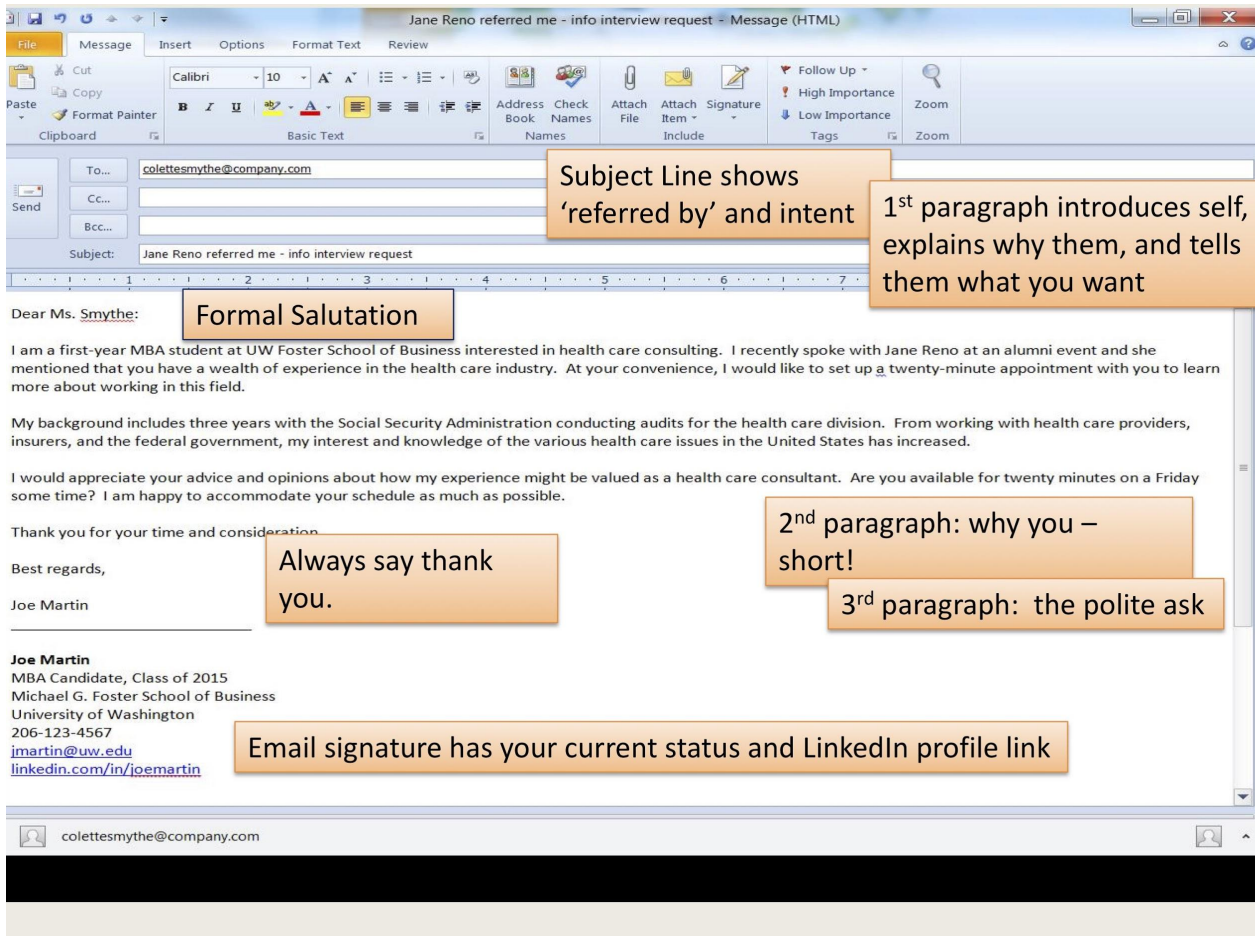 Jane Reno referred me - info interview request - Message (HTML)
File Message Insert Options Format Text Review
Cut
Copy
Paste
Format Painter
Clipboard
Calibri 10 A A
B I U A
Basic Text
Address Book
Check Names
Names
Attach File
Attach Item
Signature
Include
Follow Up
High Importance
Low Importance
Tags
Zoom
Zoom
Send
To... colettesmythe@company.com
Cc...
Bcc...
Subject: Jane Reno referred me - info interview request
Subject Line shows
‘referred by’ and intent
1st paragraph introduces self,
explains why them, and tells
them what you want
1 2 3 4 5 6 7
Dear Ms. Smythe:
Formal Salutation
I am a first-year MBA student at UW Foster School of Business interested in health care consulting. I recently spoke with Jane Reno at an alumni event and she
mentioned that you have a wealth of experience in the health care industry. At your convenience, I would like to set up a twenty-minute appointment with you to learn
more about working in this field.
My background includes three years with the Social Security Administration conducting audits for the health care division. From working with health care providers,
insurers, and the federal government, my interest and knowledge of the various health care issues in the United States has increased.
I would appreciate your advice and opinions about how my experience might be valued as a health care consultant. Are you available for twenty minutes on a Friday
some time? I am happy to accommodate your schedule as much as possible.
Thank you for your time and consideration
Best regards,
Joe Martin
Always say thank
you.
2nd paragraph: why you –
short!
3rd paragraph: the polite ask
Joe Martin
MBA Candidate, Class of 2015
Michael G. Foster School of Business
University of Washington
206-123-4567
jmartin@uw.edu
linkedin.com/in/joemartin
Email signature has your current status and LinkedIn profile link
colettesmythe@company.com